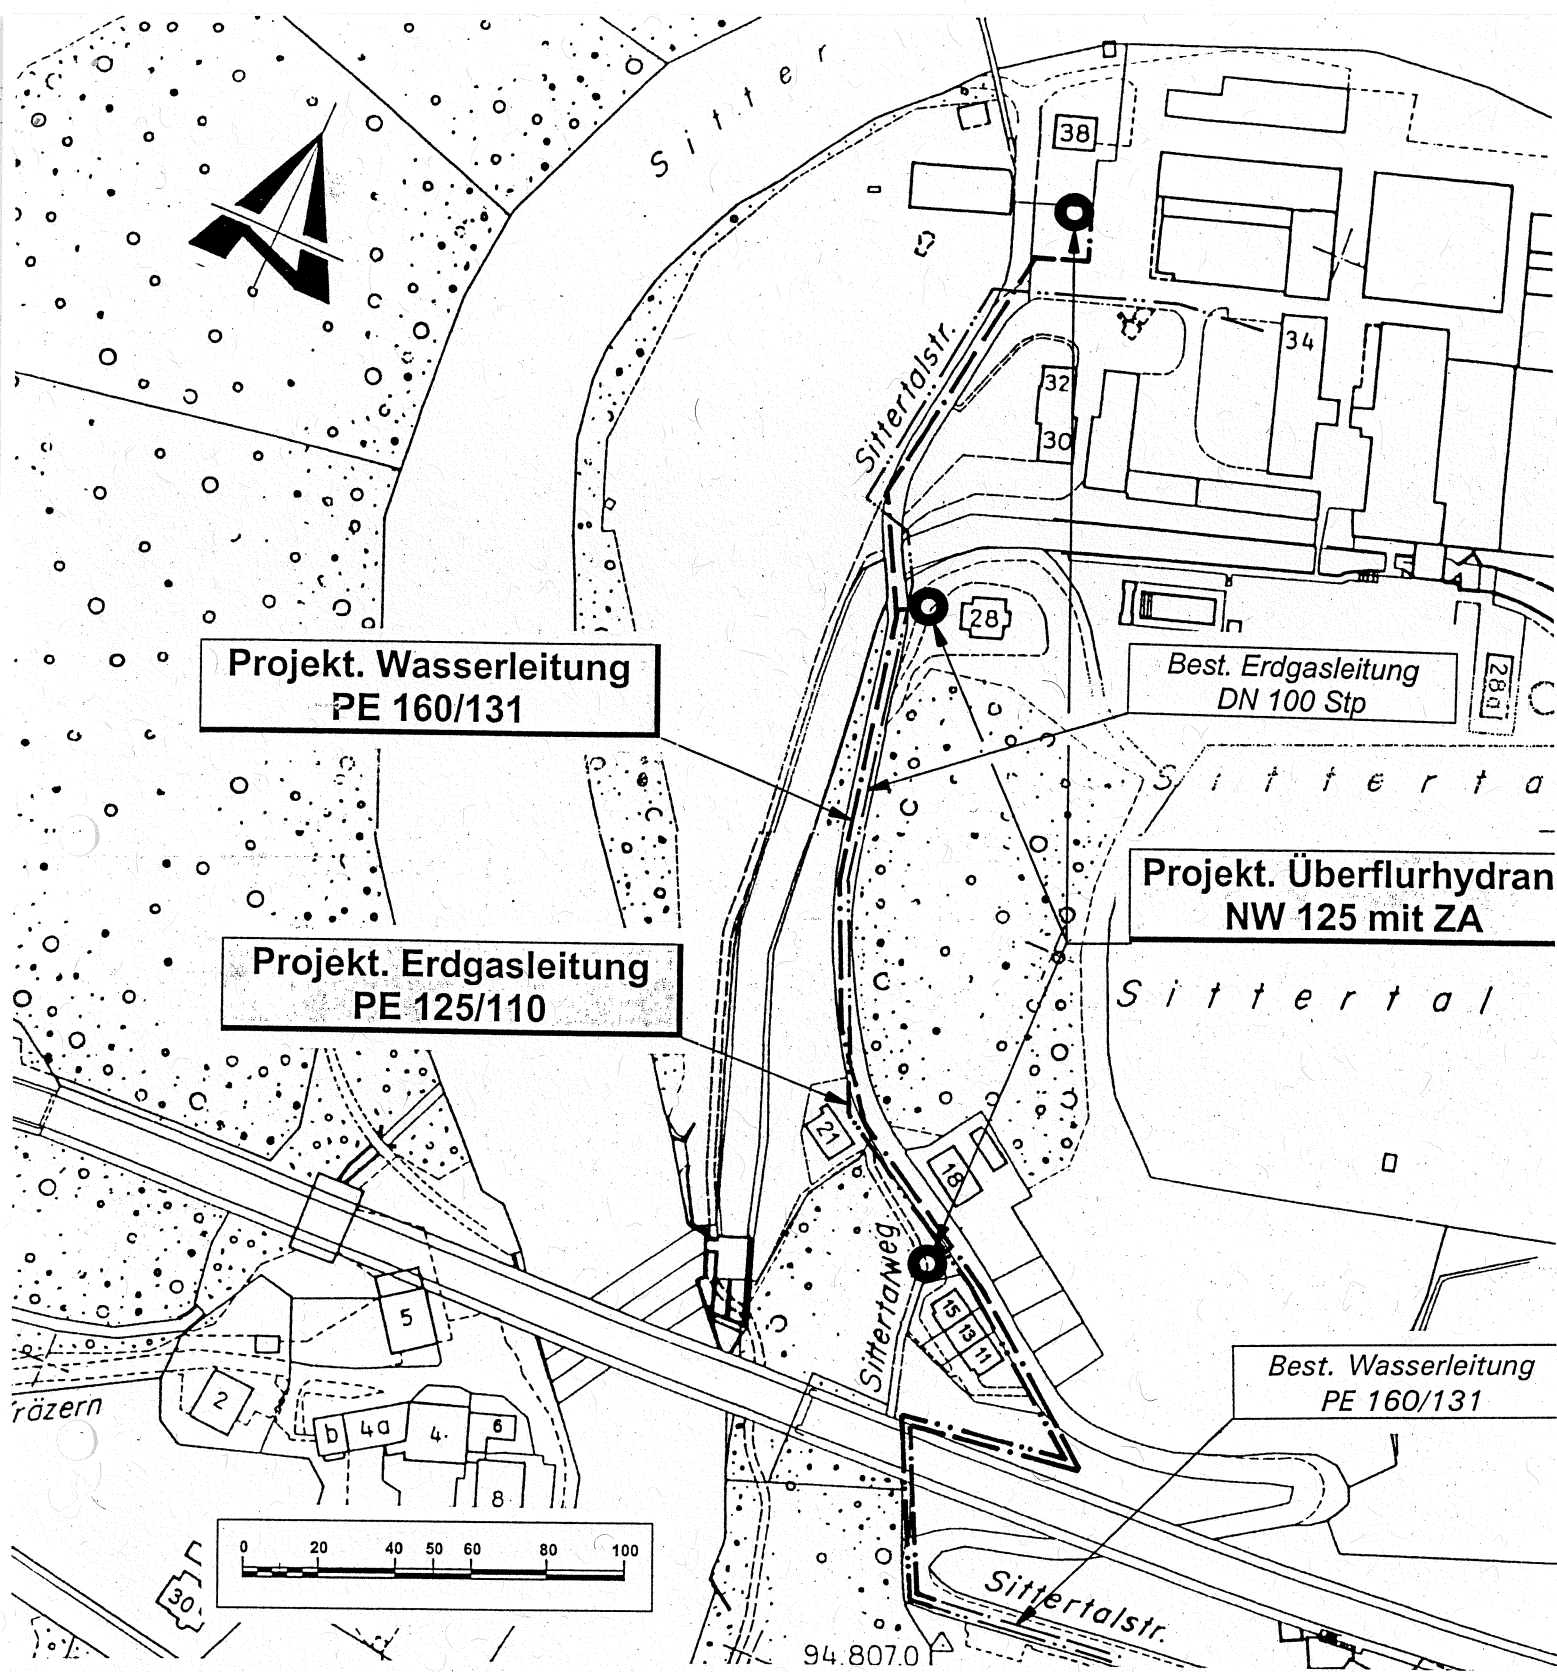 Sitter
38
34
Sittertalstr.
32
30
28
Projekt. Wasserleitung
PE 160/131
Best. Erdgasleitung
DN 100 Stp
28a
Sitterta
Projekt. Überflurhydran
NW 125 mit ZA
Projekt. Erdgasleitung
PE 125/110
Sittertal
21
18
Sittertalweg
15
13
11
5
Best. Wasserleitung
PE 160/131
2
räzern
b
4a
4
6
8
0 20 40 50 60 80 100
30
Sittertalstr.
94.807.0